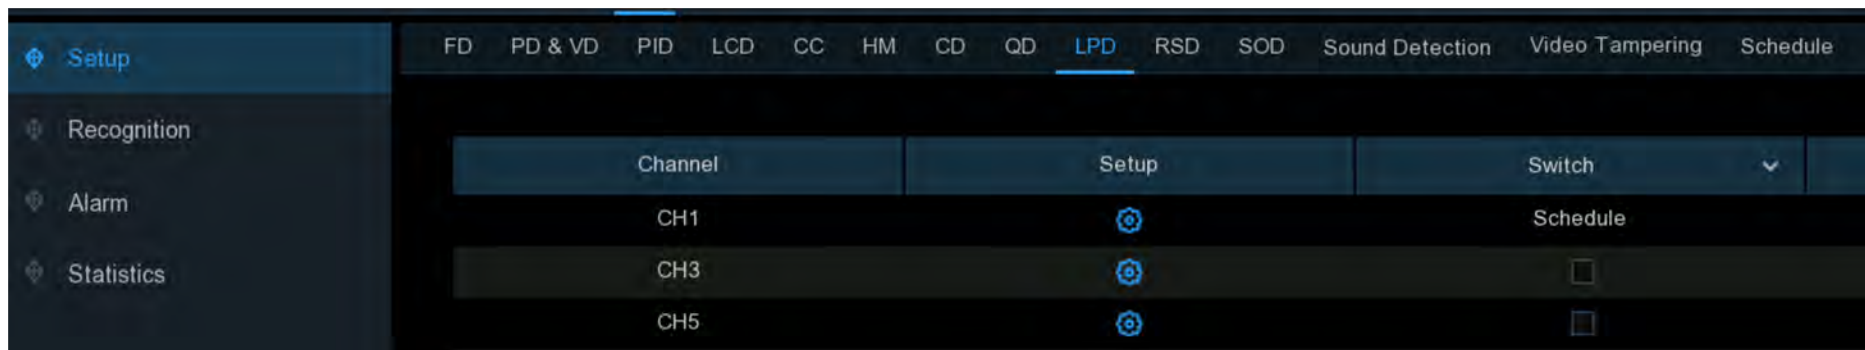 Setup
Recognition
Alarm
Statistics
FD PD & VD PID LCD CC HM CD QD LPD RSD SOD Sound Detection Video Tampering Schedule
Channel Setup Switch
CH1 Schedule
CH3
CH5